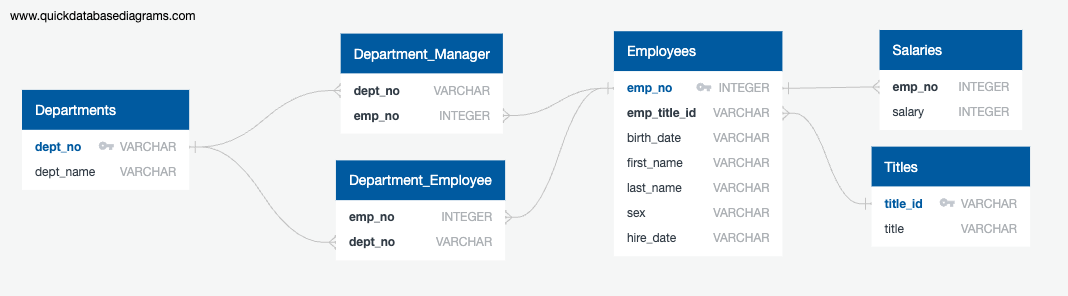 www.quickdatabasediagrams.com
Departments
dept_no VARCHAR
dept_name VARCHAR
Department_Manager
dept_no VARCHAR
emp_no INTEGER
Department_Employee
emp_no INTEGER
dept_no VARCHAR
Employees
emp_no INTEGER
emp_title_id VARCHAR
birth_date VARCHAR
first_name VARCHAR
last_name VARCHAR
sex VARCHAR
hire_date VARCHAR
Salaries
emp_no INTEGER
salary INTEGER
Titles
title_id VARCHAR
title VARCHAR